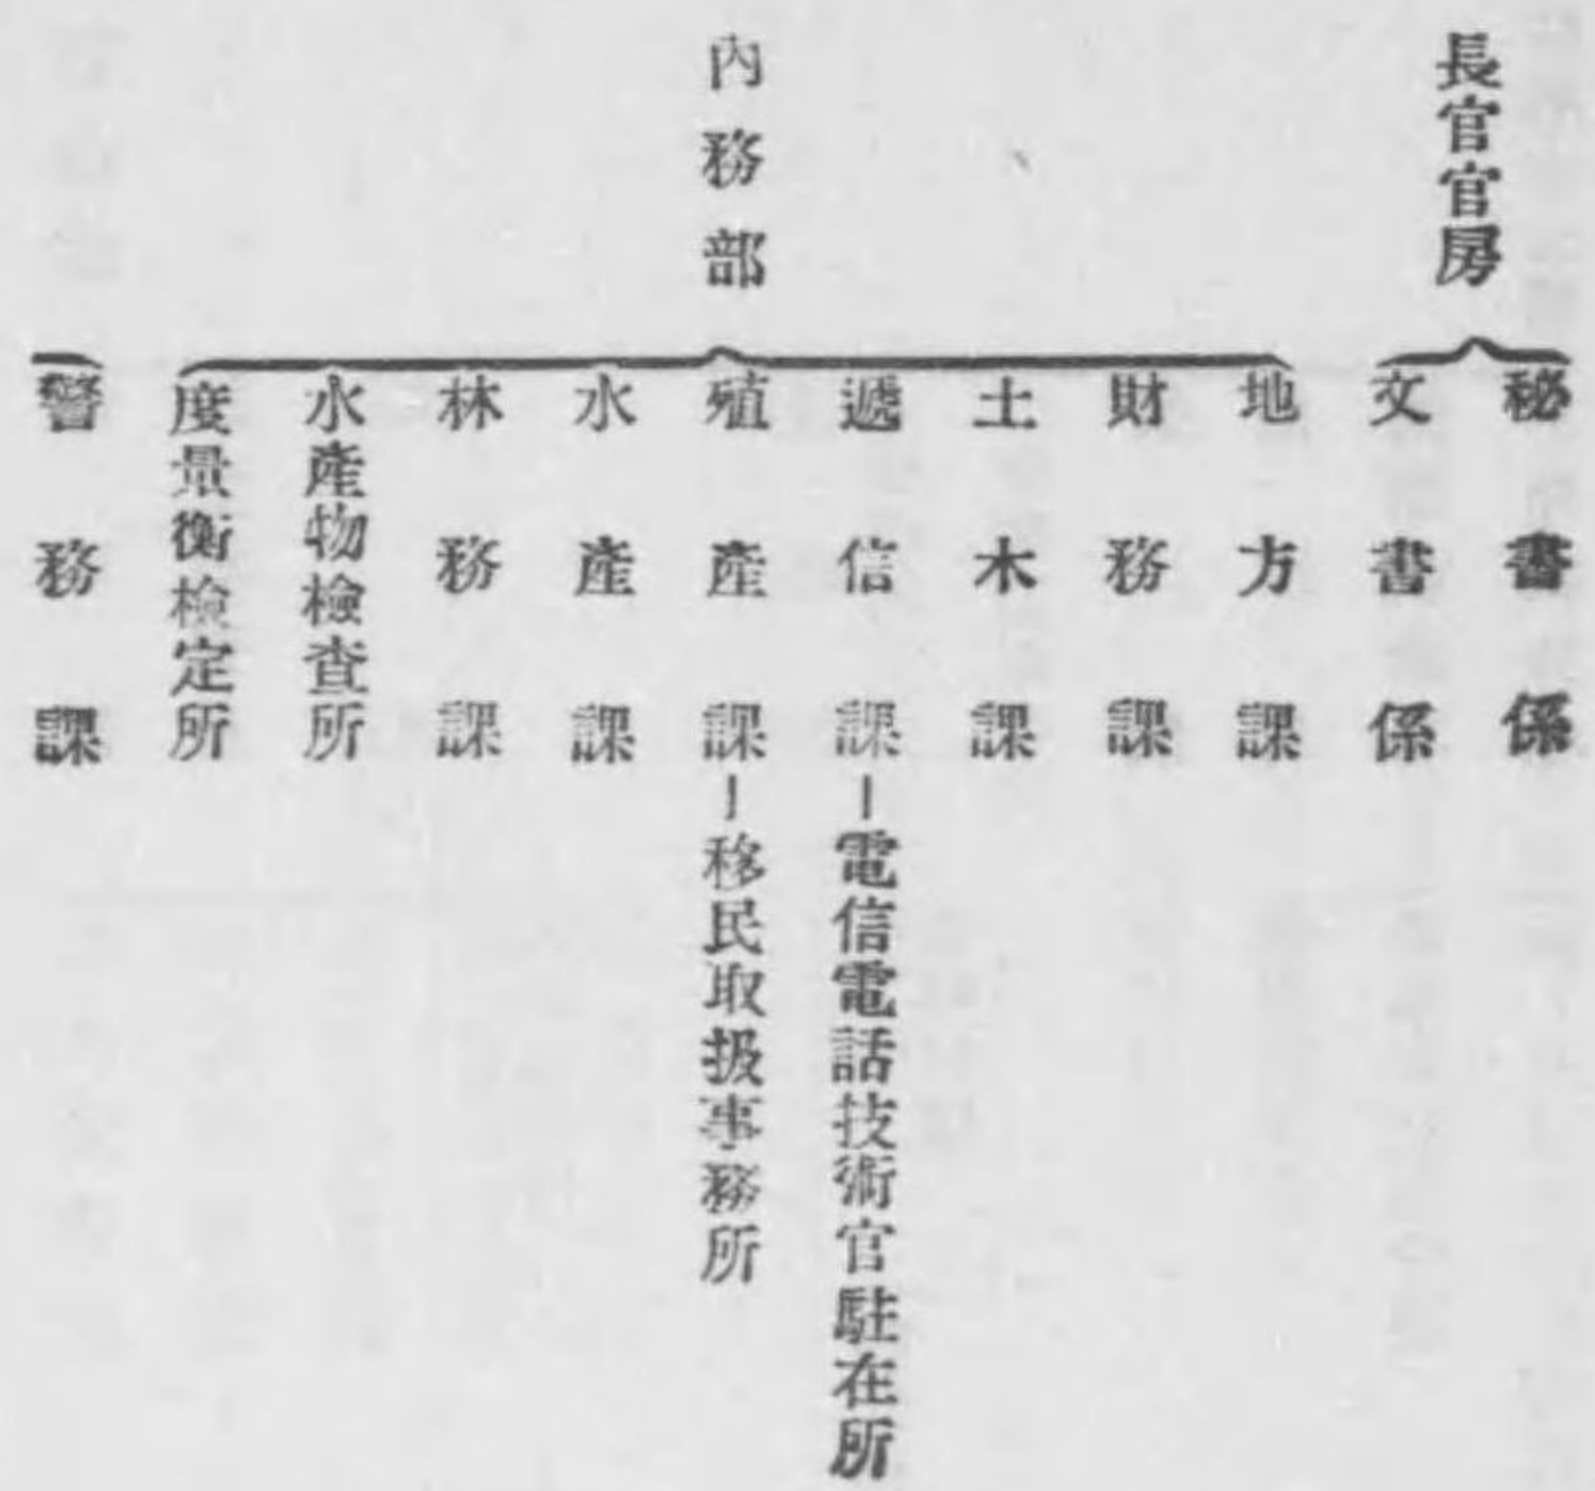 長官官房
秘書係
文書係
內務部
地方課
財務課
土木課
遞信課―電信電話技術官駐在所
殖產課―移民取扱事務所
水產課
林務課
水產物檢查所
度量衡檢定所
警務課